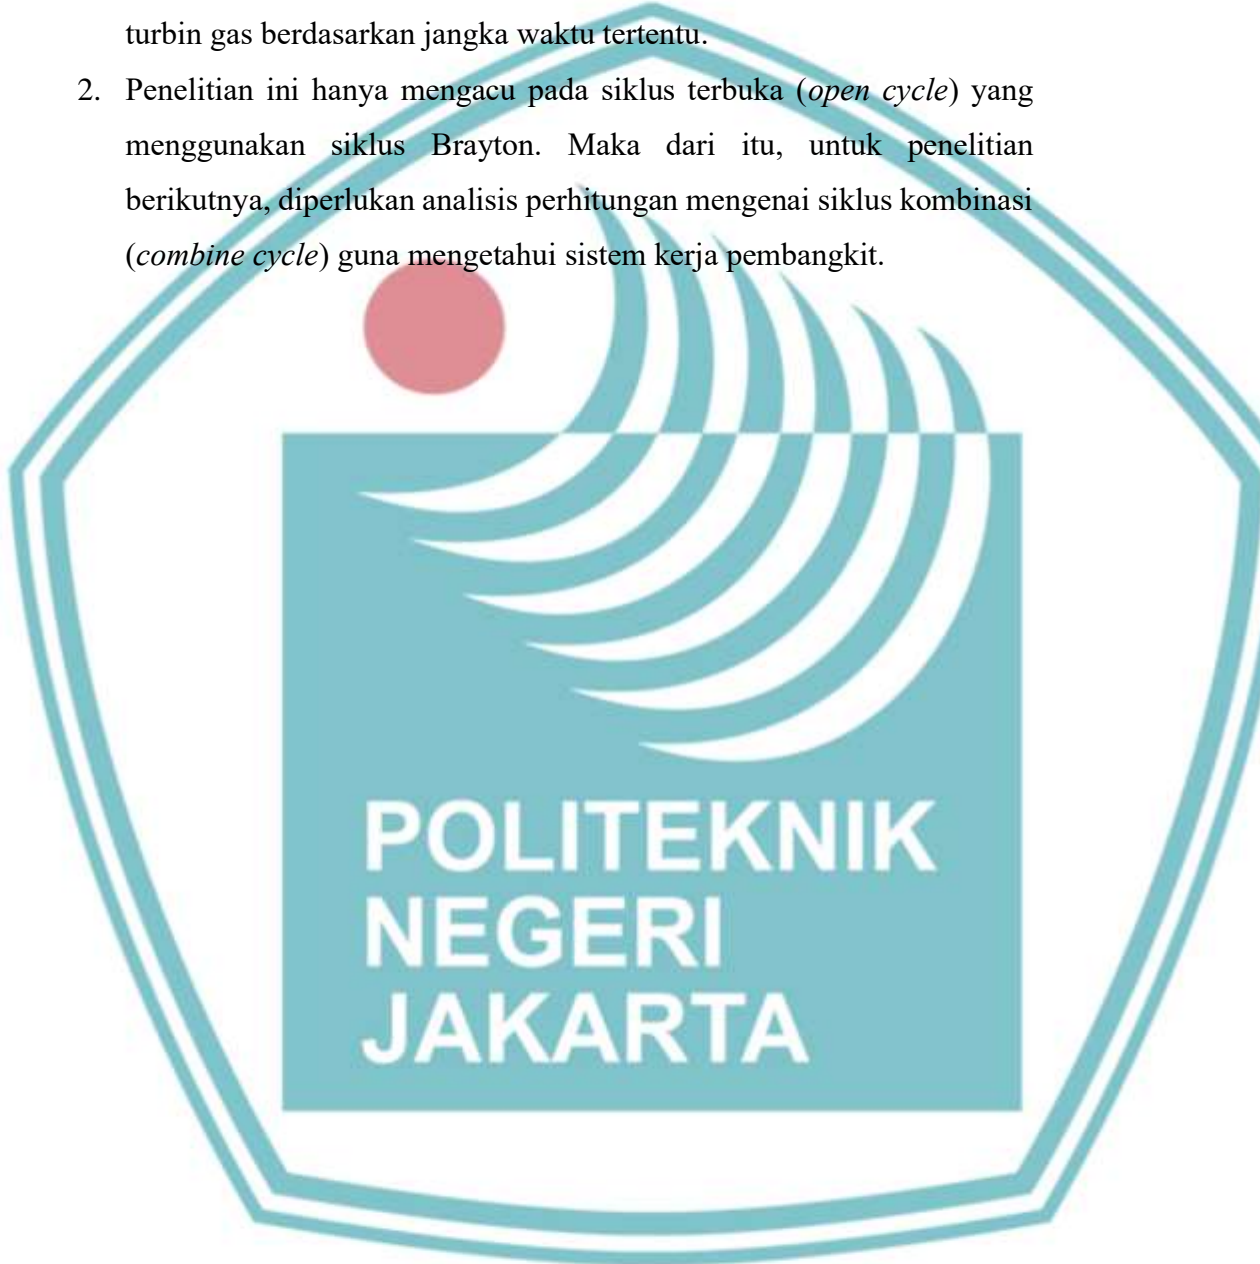 turbin gas berdasarkan jangka waktu tertentu.
2. Penelitian ini hanya mengacu pada siklus terbuka (open cycle) yang
menggunakan siklus Brayton. Maka dari itu, untuk penelitian
berikutnya, diperlukan analisis perhitungan mengenai siklus kombinasi
(combine cycle) guna mengetahui sistem kerja pembangkit.
POLITEKNIK
NEGERI
JAKARTA